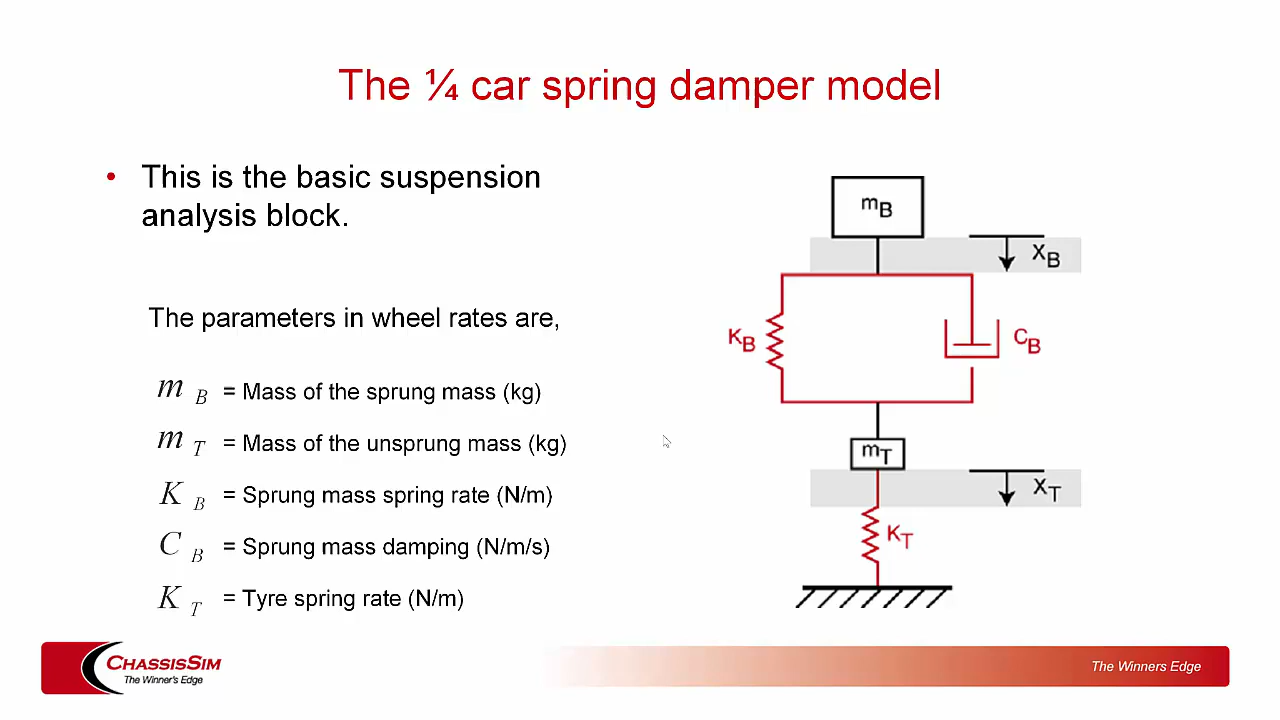 The ¼ car spring damper model
• This is the basic suspension
analysis block.
The parameters in wheel rates are,
m B = Mass of the sprung mass (kg)
m T = Mass of the unsprung mass (kg)
K B = Sprung mass spring rate (N/m)
C B = Sprung mass damping (N/m/s)
K T = Tyre spring rate (N/m)
mB
xB
KB
CB
mT
xT
KT
CHASSISSIM
The Winner's Edge
The Winners Edge